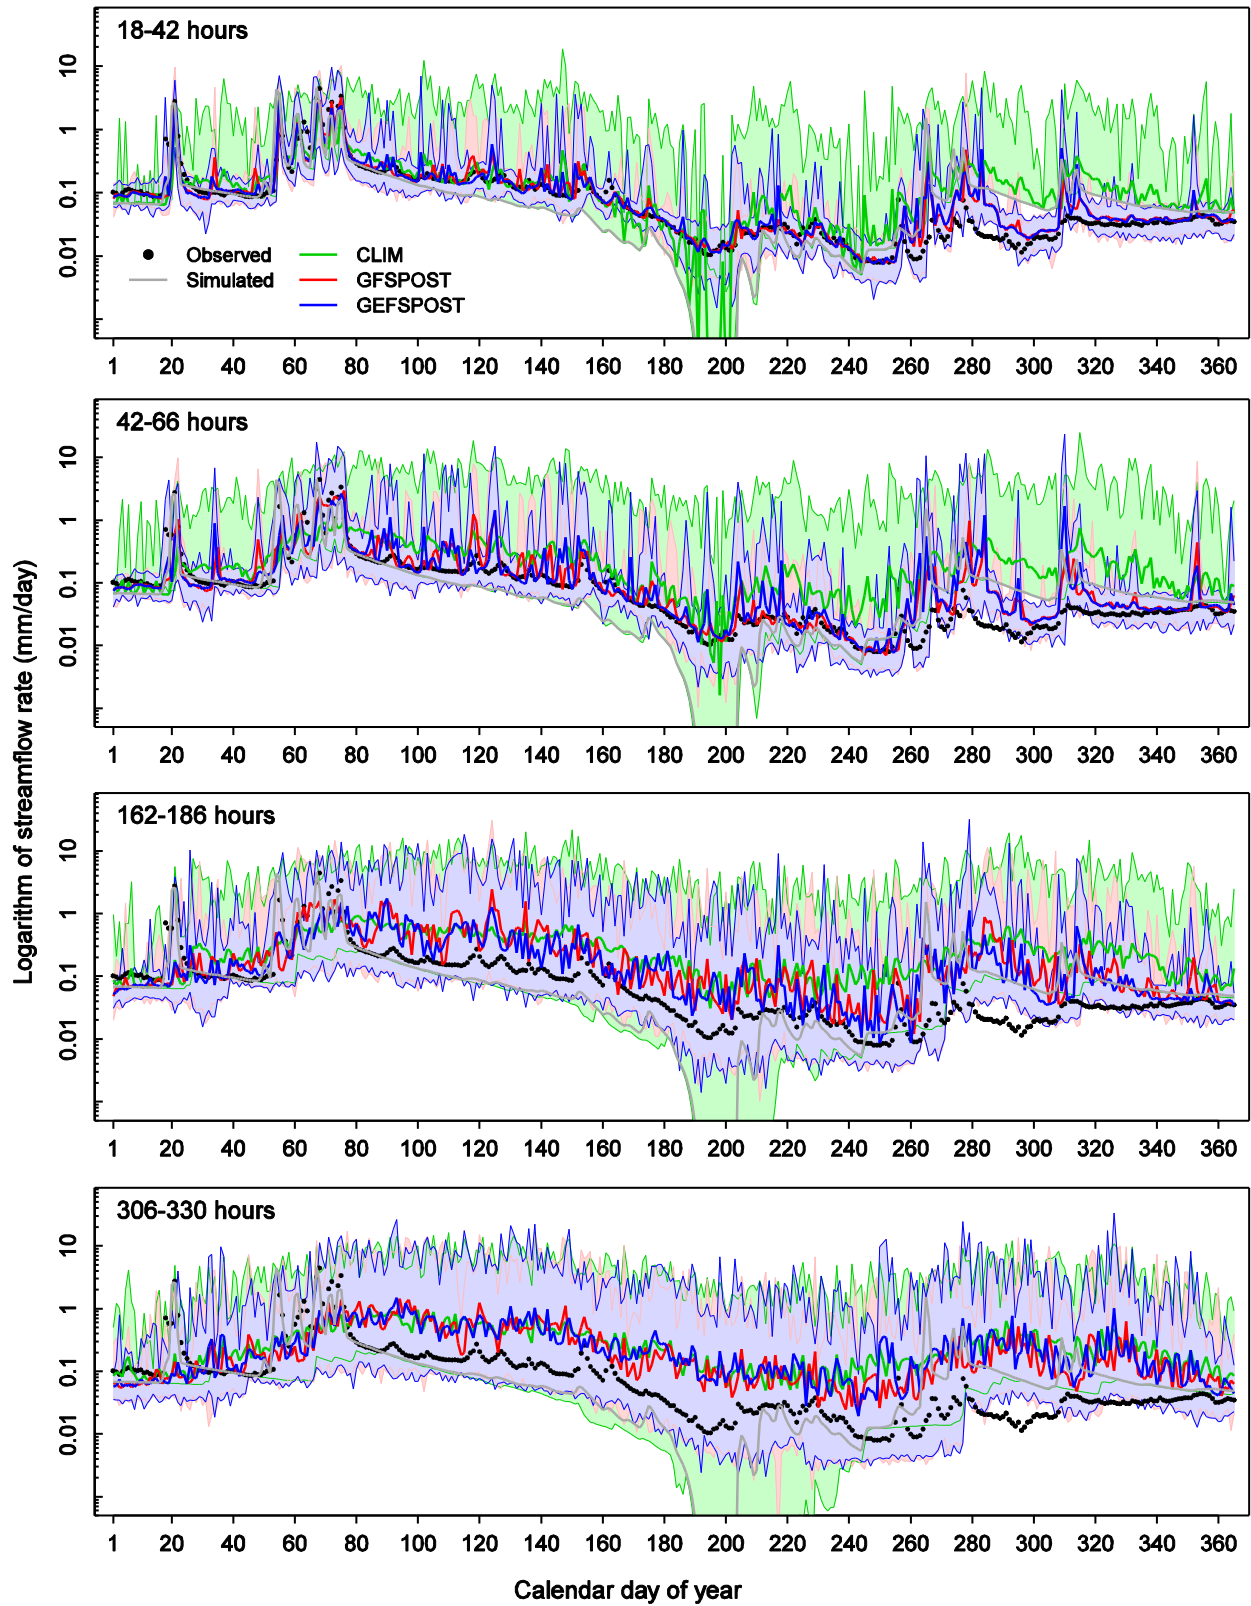 18-42 hours
10
1
0.1
0.01
Observed
Simulated
CLIM
GFSPOST
GEFSPOST
1 20 40 60 80 100 120 140 160 180 200 220 240 260 280 300 320 340 360
42-66 hours
10
1
0.1
0.01
1 20 40 60 80 100 120 140 160 180 200 220 240 260 280 300 320 340 360
Logarithm of streamflow rate (mm/day)
162-186 hours
10
1
0.1
0.01
1 20 40 60 80 100 120 140 160 180 200 220 240 260 280 300 320 340 360
306-330 hours
10
1
0.1
0.01
1 20 40 60 80 100 120 140 160 180 200 220 240 260 280 300 320 340 360
Calendar day of year